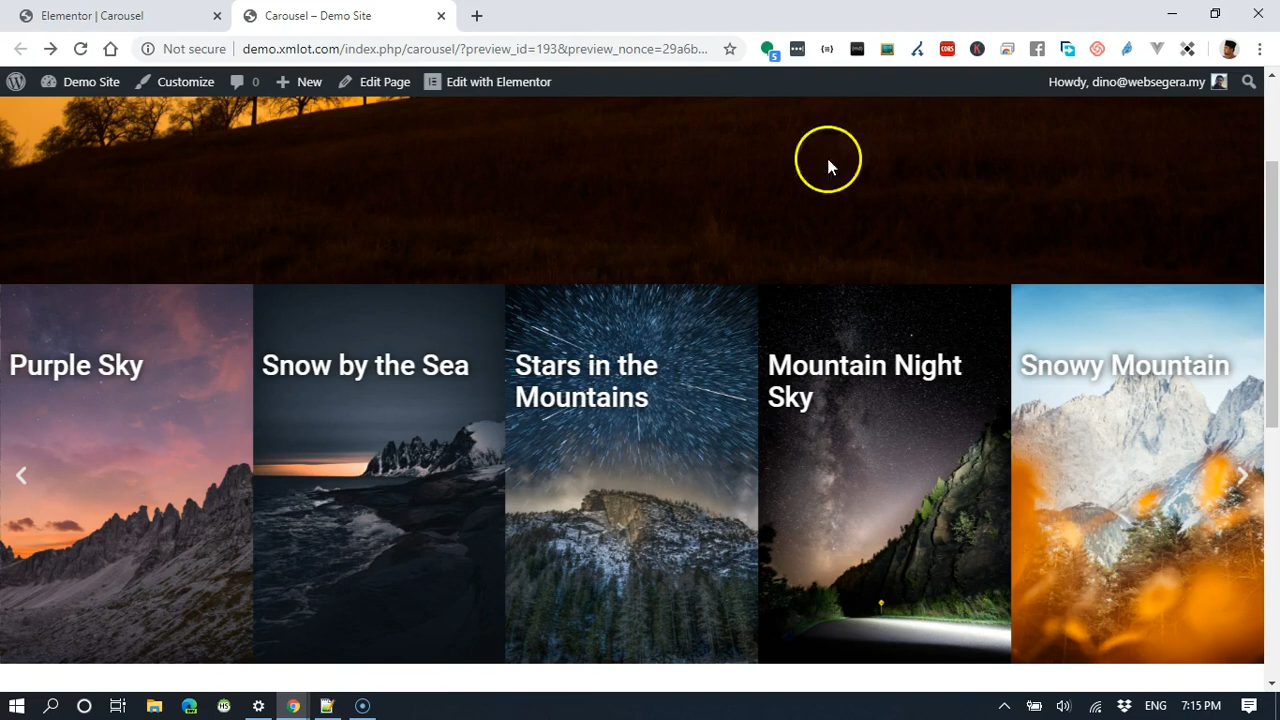 Elementor | Carousel
Carousel – Demo Site
Not secure
demo.xmlot.com/index.php/carousel/?preview_id=193&preview_nonce=29a6b...
Demo Site
Customize
0
New
Edit Page
Edit with Elementor
Howdy, dino@websegera.my
Purple Sky
Snow by the Sea
Stars in the
Mountains
Mountain Night
Sky
Snowy Mountain
ENG
7:15 PM